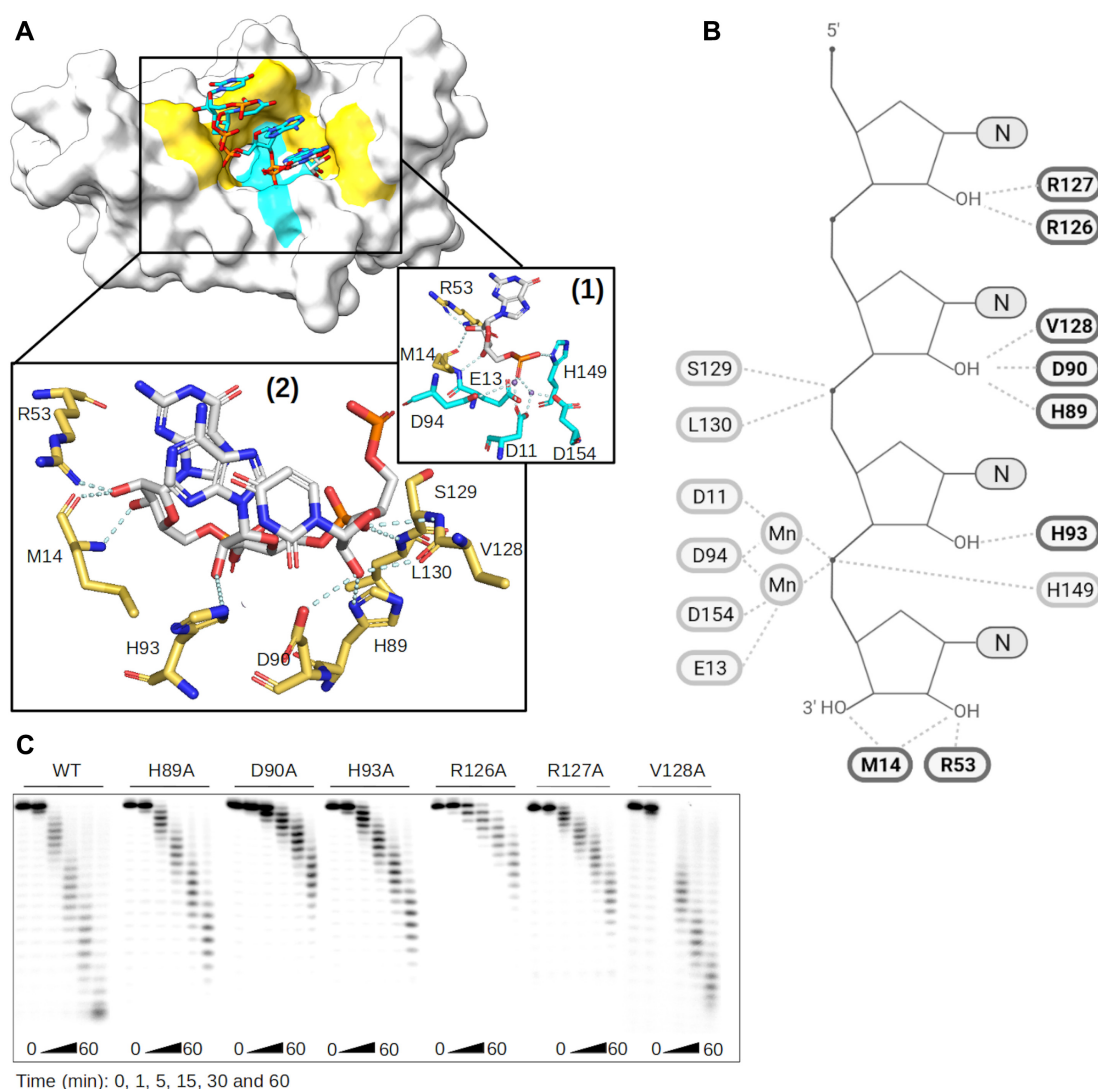 A
(1)
R53
M14
E13
H149
D94
D11
D154
(2)
R53
M14
H93
D90
H89
S129
V128
L130
B
5′
N
OH
R127
R126
N
OH
V128
D90
H89
S129
L130
N
OH
H93
D11
D94
D154
E13
Mn
Mn
H149
N
3′ HO
OH
M14
R53
C
WT H89A D90A H93A R126A R127A V128A
0 60 0 60 0 60 0 60 0 60 0 60 0 60
Time (min): 0, 1, 5, 15, 30 and 60